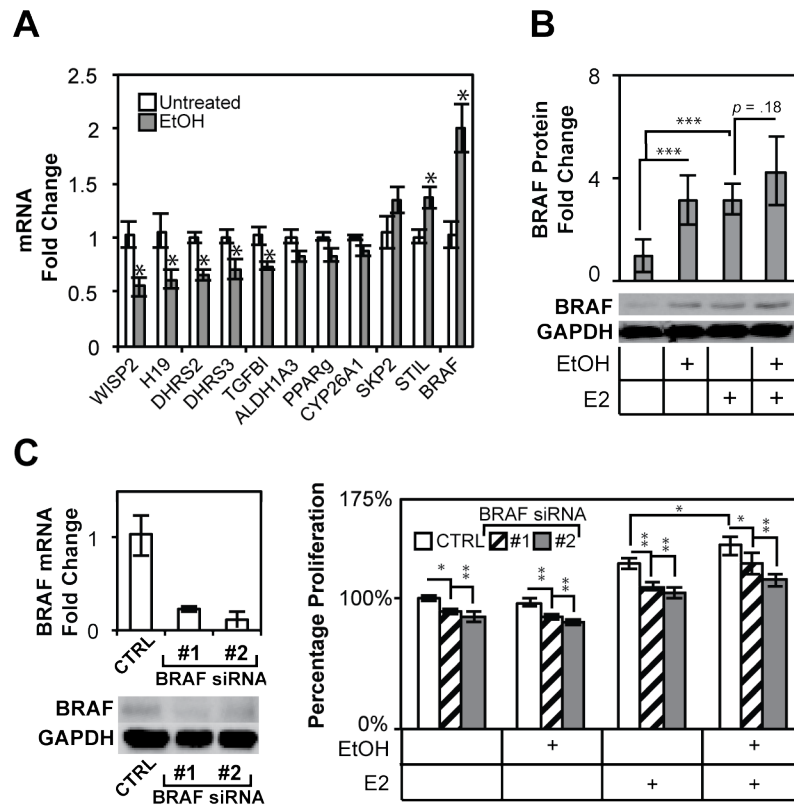 A
2.5
2
1.5
1
0.5
0
mRNA
Fold Change
Untreated
EtOH
* * * * * * *
WISP2 H19 DHRS2 DHRS3 TGFBI ALDH1A3 PPARg CYP26A1 SKP2 STIL BRAF
B
8
4
0
BRAF Protein
Fold Change
***
***
p = .18
BRAF
GAPDH
EtOH + +
E2 + +
C
BRAF mRNA
Fold Change
1
0
CTRL #1 #2
BRAF siRNA
BRAF
GAPDH
CTRL #1 #2
BRAF siRNA
Percentage Proliferation
175%
100%
0%
BRAF siRNA
CTRL #1 #2
* **
** **
** **
*
* **
EtOH + +
E2 + +